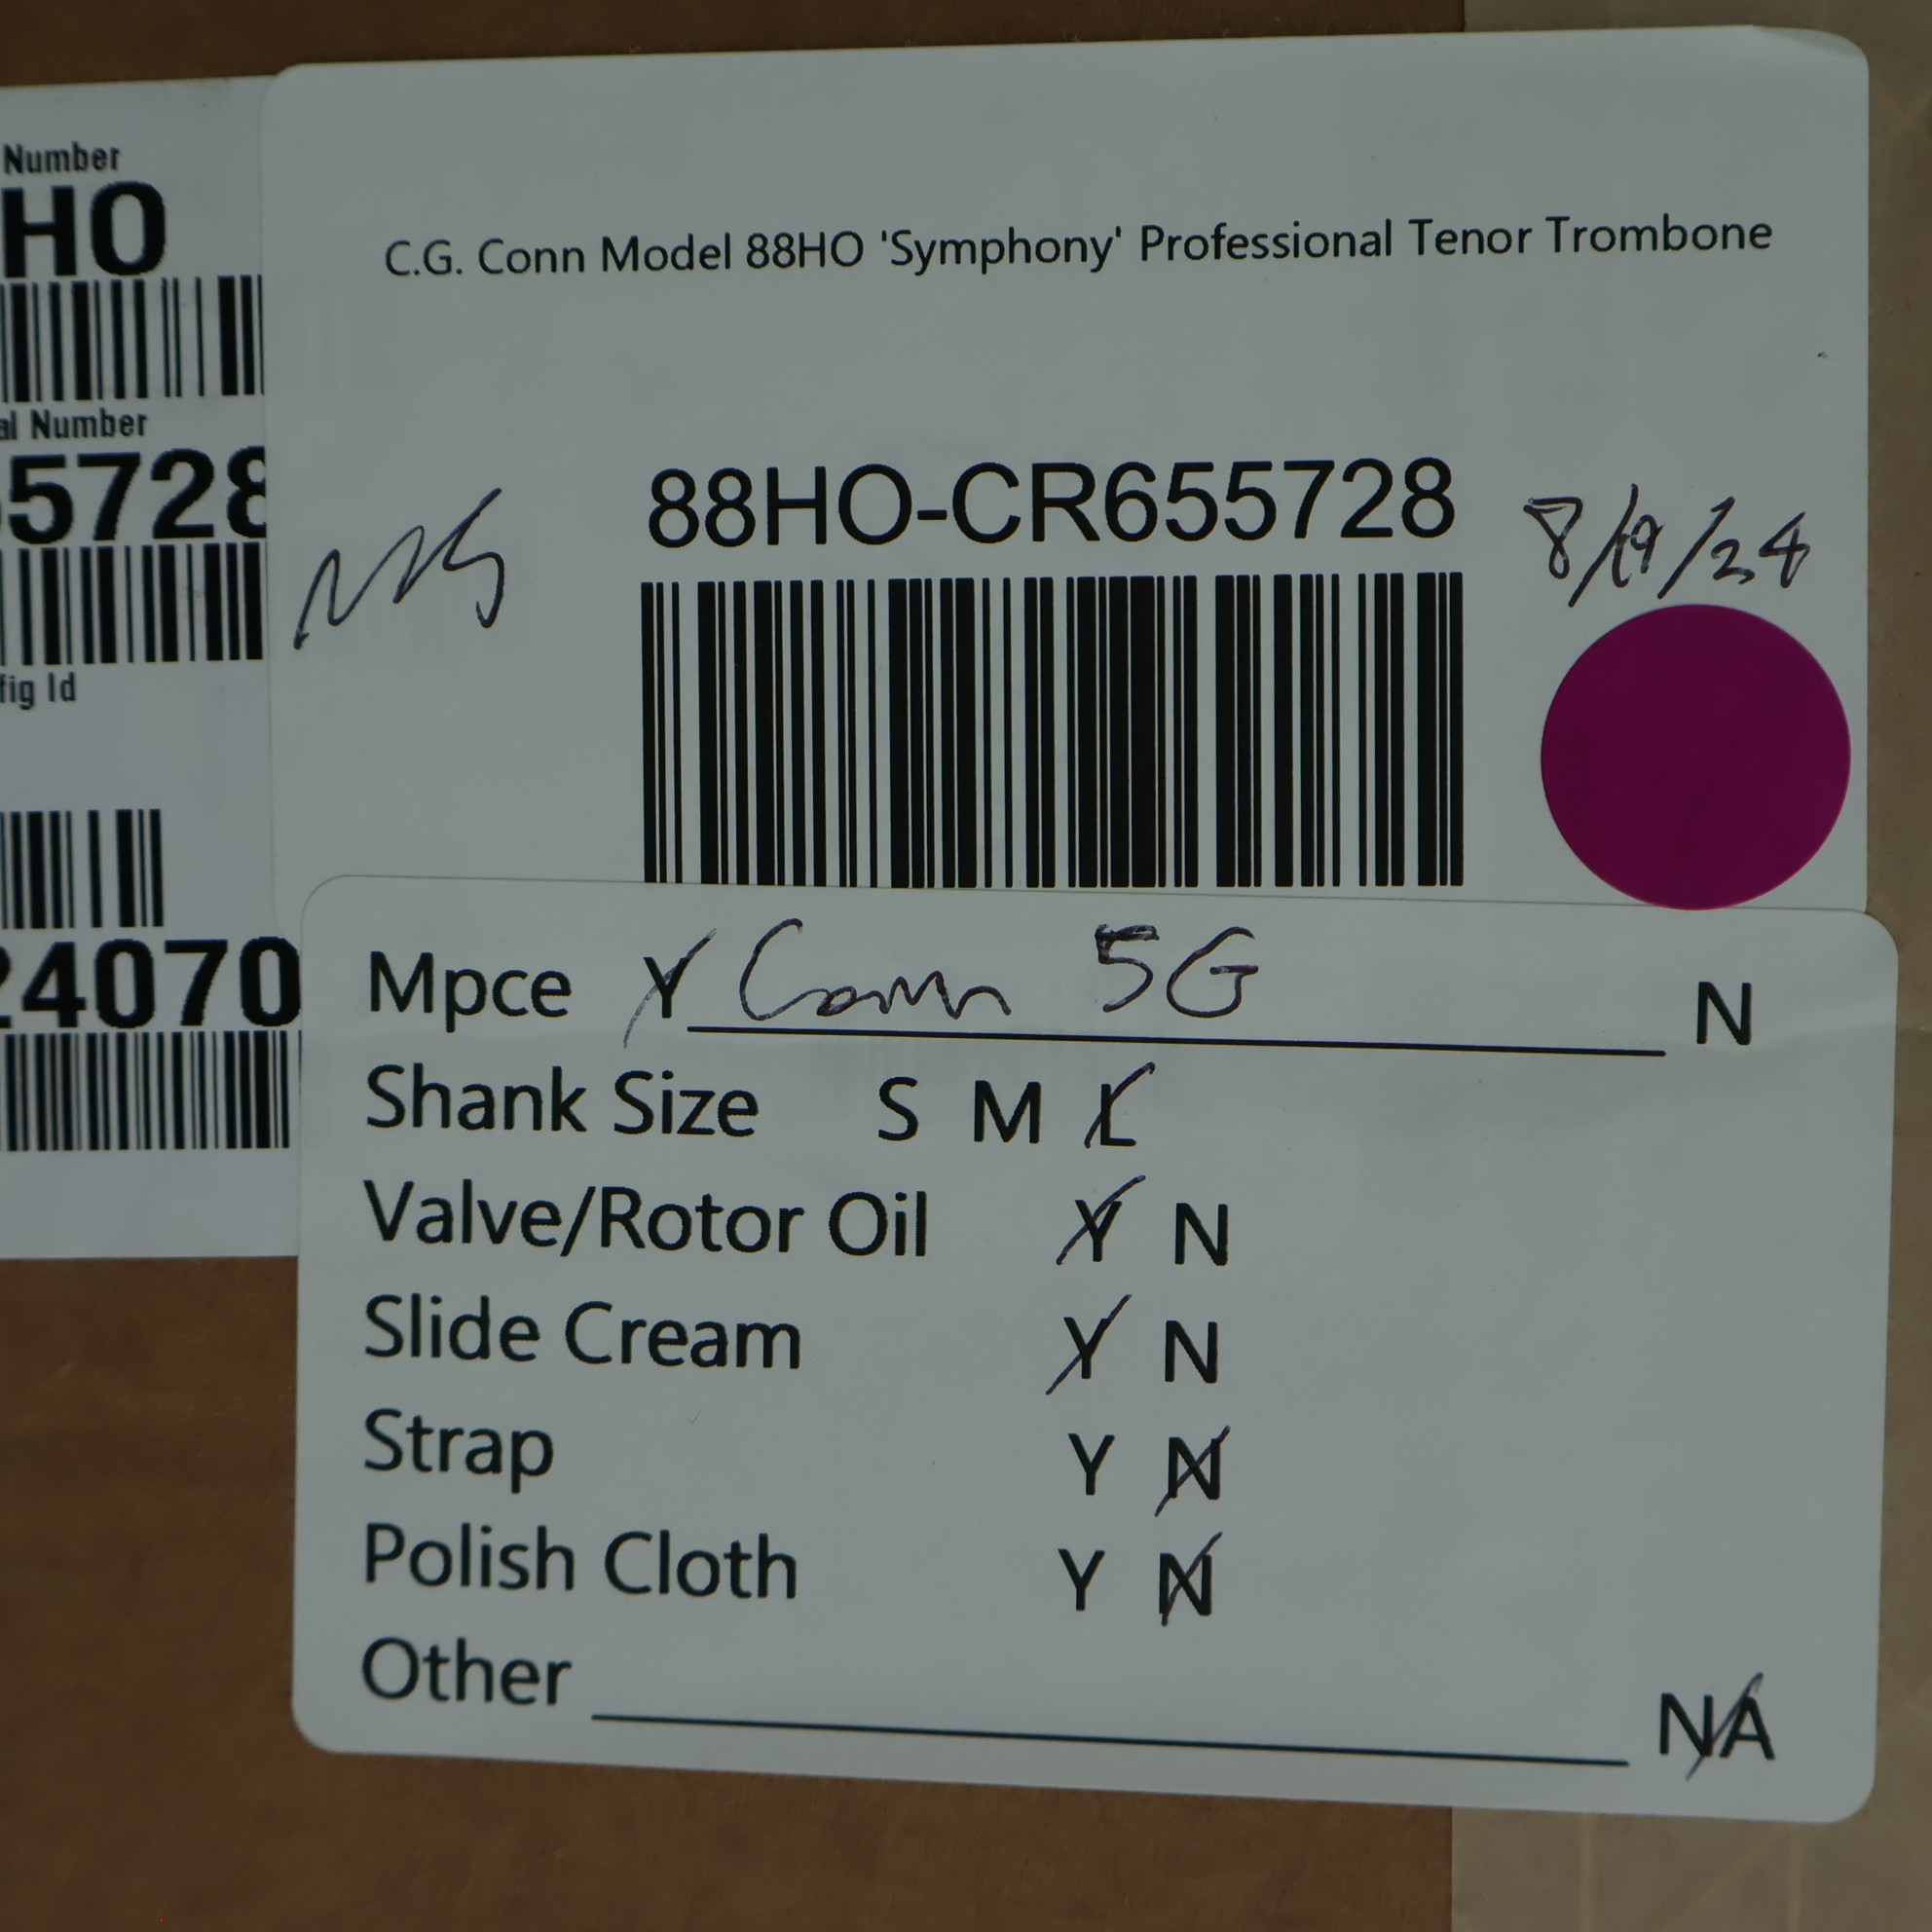 Number
HO
al Number
5728
fig Id
24070
C.G. Conn Model 88HO 'Symphony' Professional Tenor Trombone
88HO-CR655728
8/19/24
Mpce Y Conn 5G N
Shank Size S M L
Valve/Rotor Oil Y N
Slide Cream Y N
Strap Y N
Polish Cloth Y N
Other NA